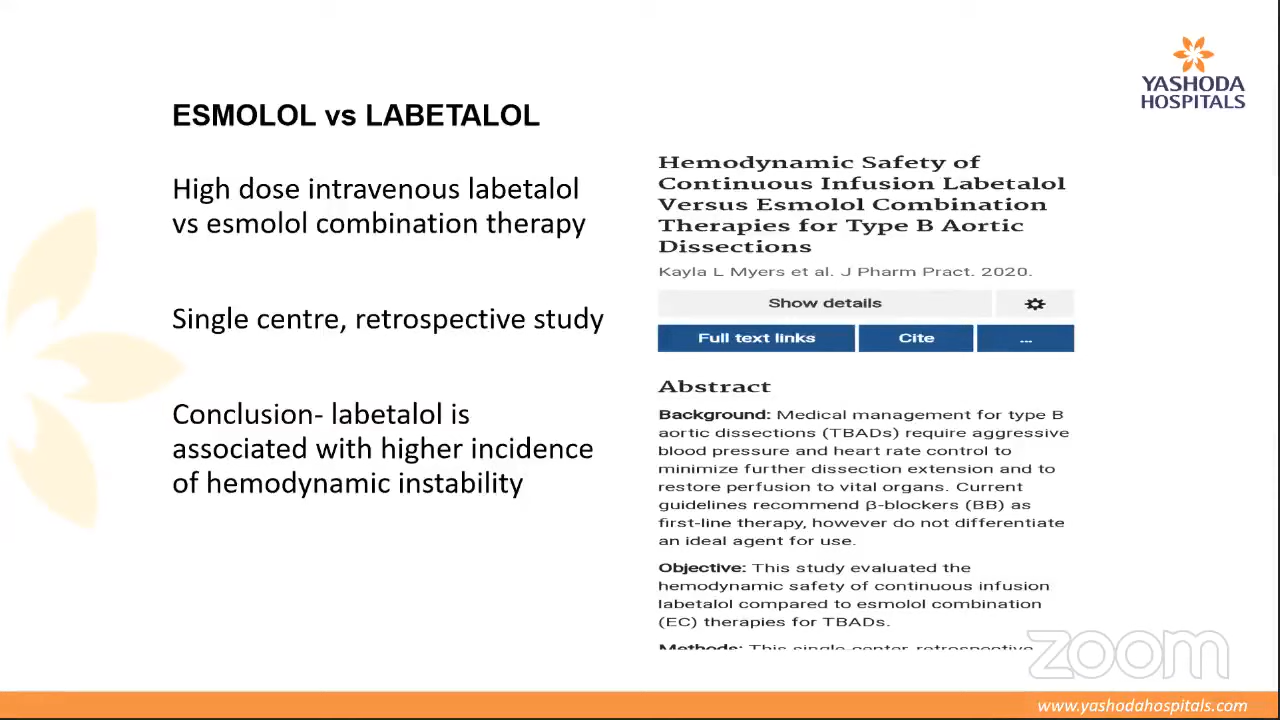 YASHODA
HOSPITALS
ESMOLOL vs LABETALOL
High dose intravenous labetalol
vs esmolol combination therapy
Single centre, retrospective study
Conclusion- labetalol is
associated with higher incidence
of hemodynamic instability
Hemodynamic Safety of
Continuous Infusion Labetalol
Versus Esmolol Combination
Therapies for Type B Aortic
Dissections
Kayla L Myers et al. J Pharm Pract. 2020.
Show details
Full text links Cite ...
Abstract
Background: Medical management for type B
aortic dissections (TBADs) require aggressive
blood pressure and heart rate control to
minimize further dissection extension and to
restore perfusion to vital organs. Current
guidelines recommend β-blockers (BB) as
first-line therapy, however do not differentiate
an ideal agent for use.
Objective: This study evaluated the
hemodynamic safety of continuous infusion
labetalol compared to esmolol combination
(EC) therapies for TBADs.
Methods: This single-center, retrospective
zoom
www.yashodahospitals.com